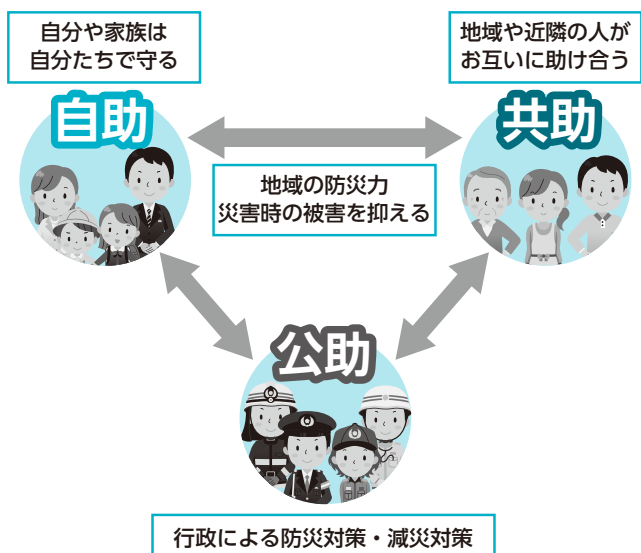 自分や家族は
自分たちで守る
自助
地域や近隣の人が
お互いに助け合う
共助
地域の防災力
災害時の被害を抑える
公助
行政による防災対策・減災対策